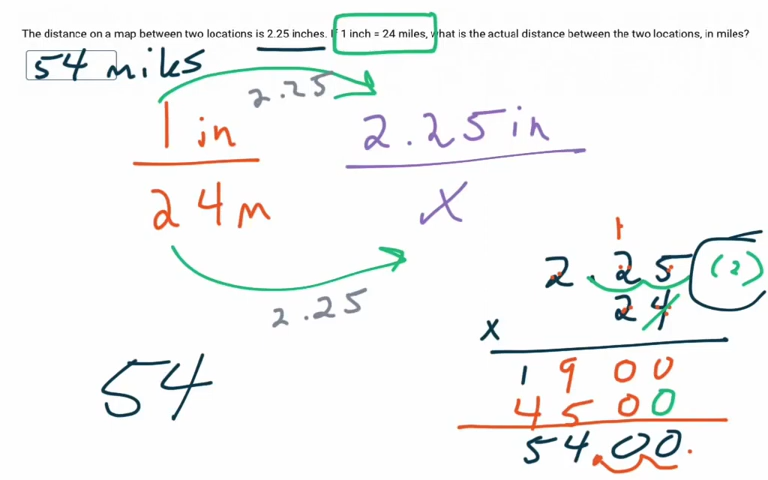 The distance on a map between two locations is 2.25 inches. If 1 inch = 24 miles, what is the actual distance between the two locations, in miles?
54 miles
2.25
1 in 2.25 in
24 m x
2.25
54
1
2.25 (2)
x 24
1900
4500
54.00.